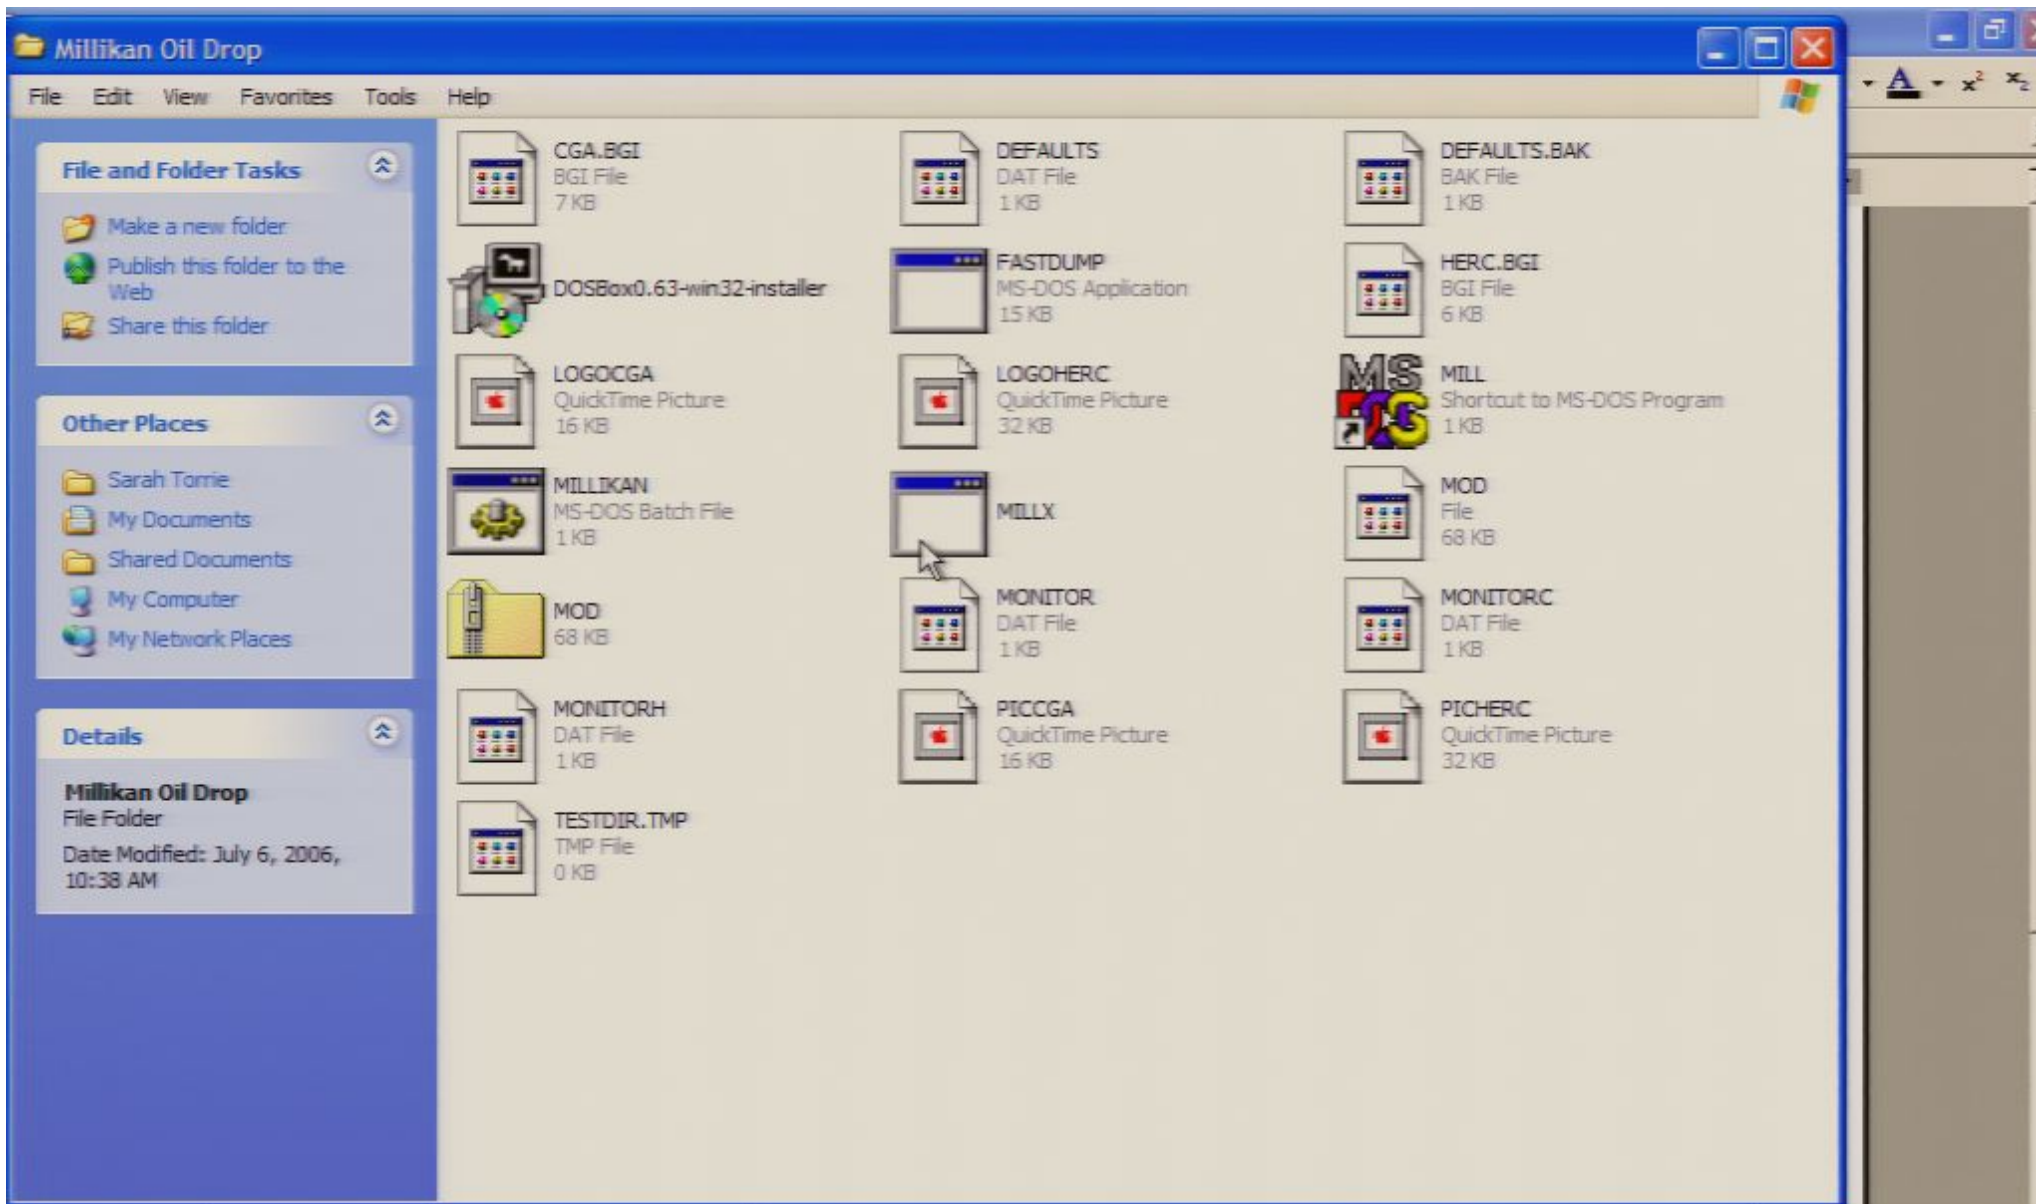 Millikan Oil Drop
File Edit View Favorites Tools Help
A x² x₂
File and Folder Tasks
Make a new folder
Publish this folder to the
Web
Share this folder
Other Places
Sarah Torrie
My Documents
Shared Documents
My Computer
My Network Places
Details
Millikan Oil Drop
File Folder
Date Modified: July 6, 2006,
10:38 AM
CGA.BGI
BGI File
7 KB
DEFAULTS
DAT File
1 KB
DEFAULTS.BAK
BAK File
1 KB
DOSBox0.63-win32-installer
FASTDUMP
MS-DOS Application
15 KB
HERC.BGI
BGI File
6 KB
LOGOCGA
QuickTime Picture
16 KB
LOGOHERC
QuickTime Picture
32 KB
MS
DOS
MILL
Shortcut to MS-DOS Program
1 KB
MILLIKAN
MS-DOS Batch File
1 KB
MILLX
MOD
File
68 KB
MOD
68 KB
MONITOR
DAT File
1 KB
MONITORC
DAT File
1 KB
MONITORH
DAT File
1 KB
PICCGA
QuickTime Picture
16 KB
PICHERC
QuickTime Picture
32 KB
TESTDIR.TMP
TMP File
0 KB